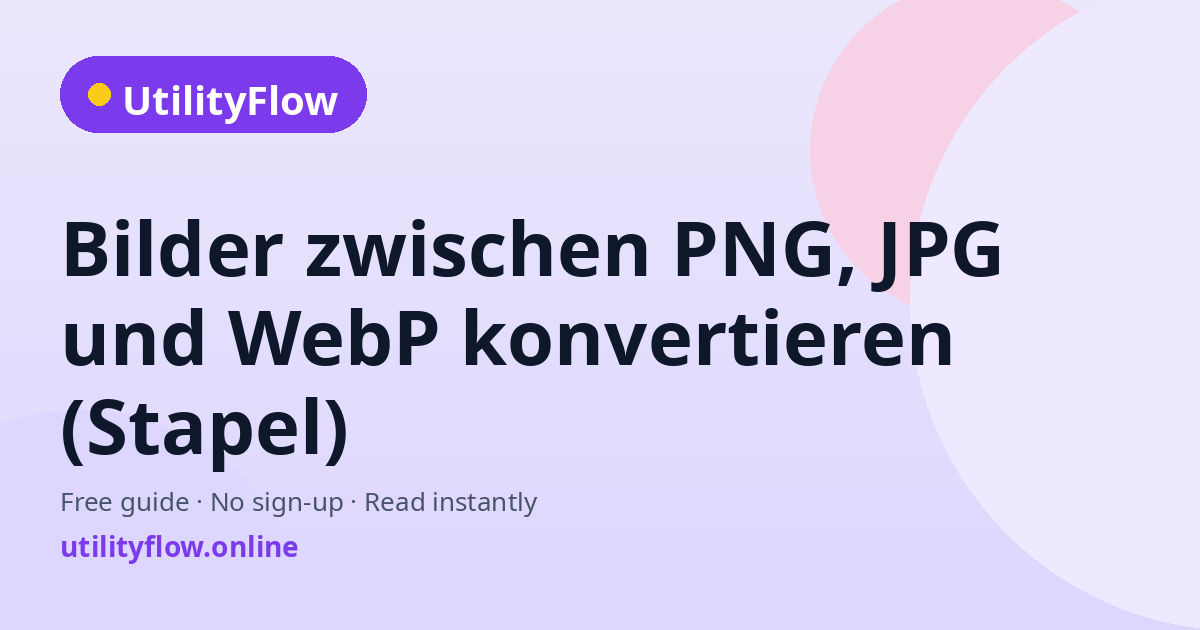 UtilityFlow
Bilder zwischen PNG, JPG
und WebP konvertieren
(Stapel)
Free guide · No sign-up · Read instantly
utilityflow.online